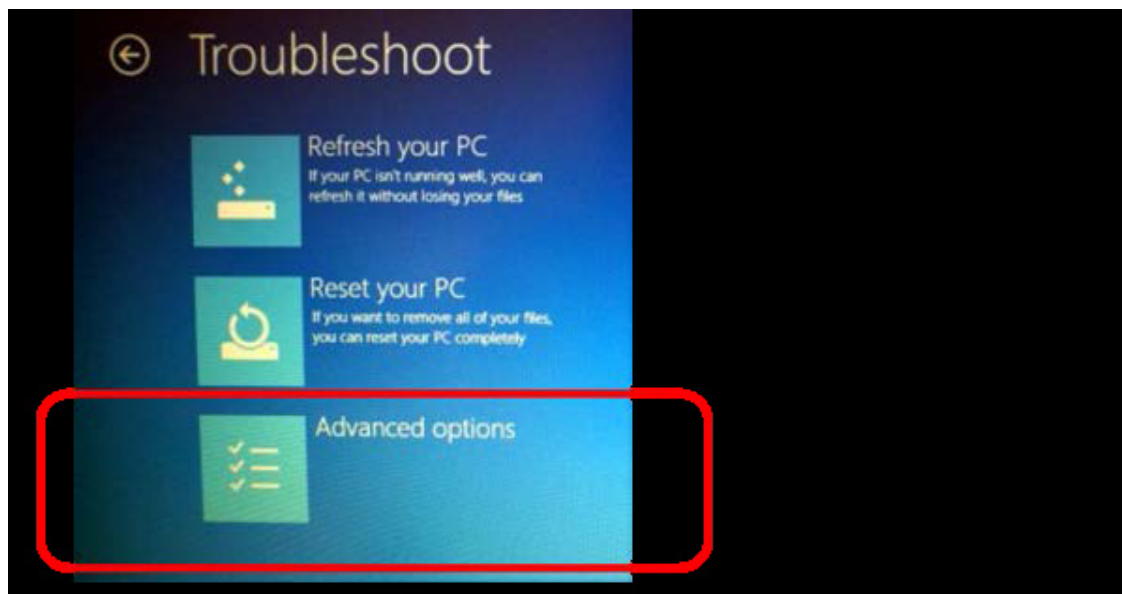 Troubleshoot
Refresh your PC
If your PC isn't running well, you can
refresh it without losing your files
Reset your PC
If you want to remove all of your files,
you can reset your PC completely
Advanced options